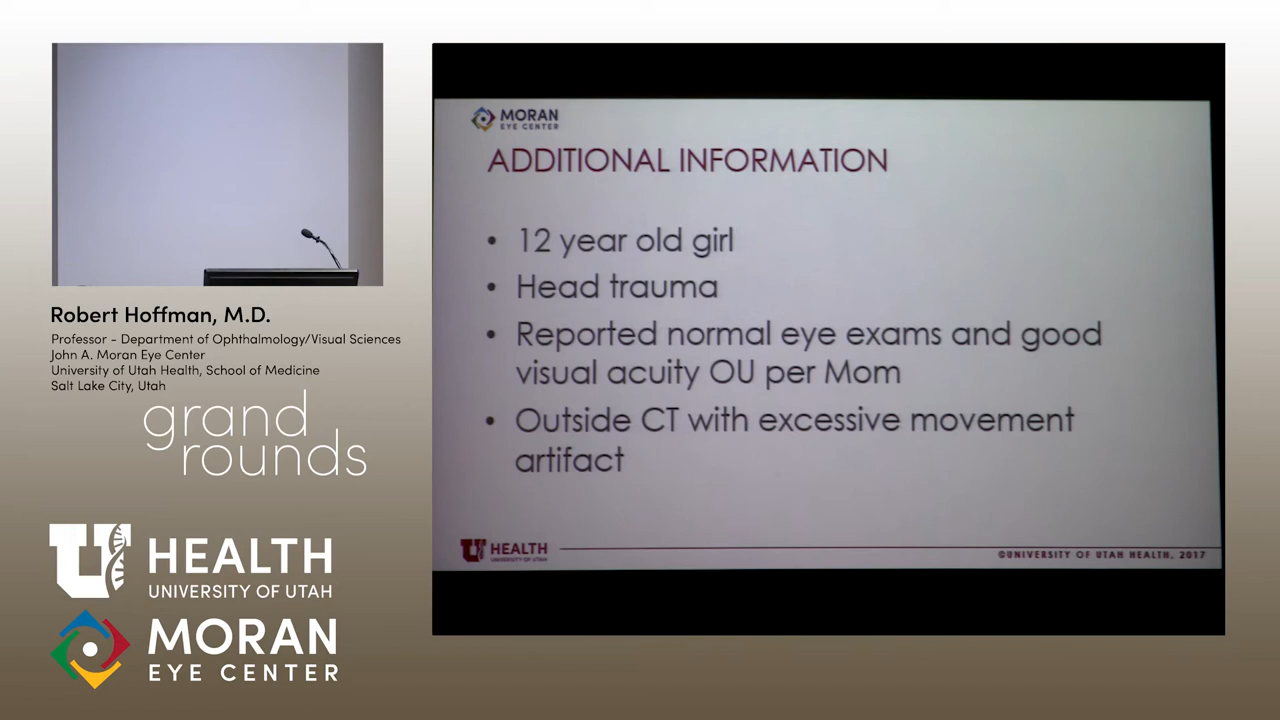 Robert Hoffman, M.D.
Professor - Department of Ophthalmology/Visual Sciences
John A. Moran Eye Center
University of Utah Health, School of Medicine
Salt Lake City, Utah
grand
rounds
U HEALTH
UNIVERSITY OF UTAH
MORAN
EYE CENTER
MORAN
EYE CENTER
ADDITIONAL INFORMATION
• 12 year old girl
• Head trauma
• Reported normal eye exams and good
visual acuity OU per Mom
• Outside CT with excessive movement
artifact
U HEALTH
UNIVERSITY OF UTAH
©UNIVERSITY OF UTAH HEALTH, 2017